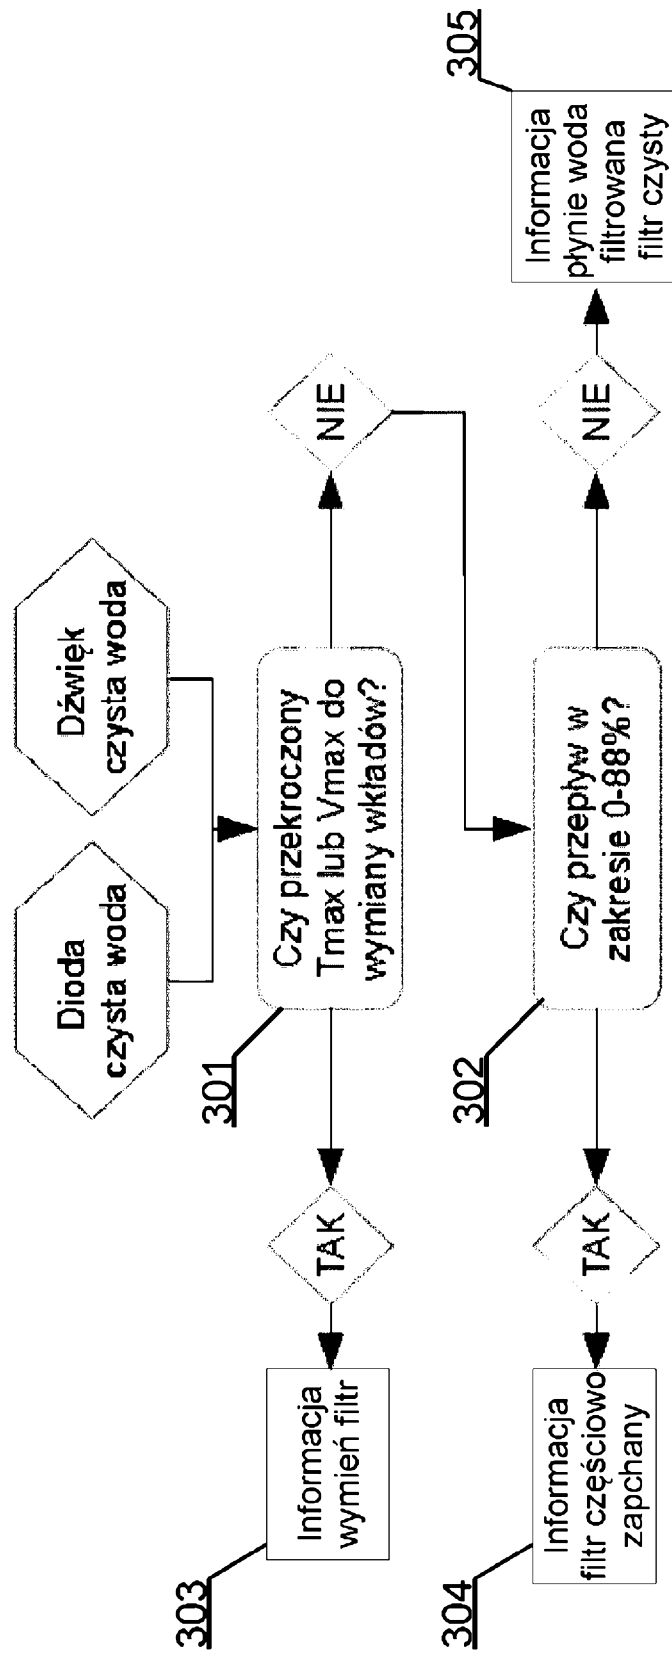 Dioda
czysta woda
Dźwięk
czysta woda
301
Czy przekroczony
Tmax lub Vmax do
wymiany wkładów?
TAK
NIE
303
Informacja
wymień filtr
302
Czy przepływ w
zakresie 0-88%?
TAK
NIE
304
Informacja
filtr częściowo
zapchany
305
Informacja
płynie woda
filtrowana
filtr czysty